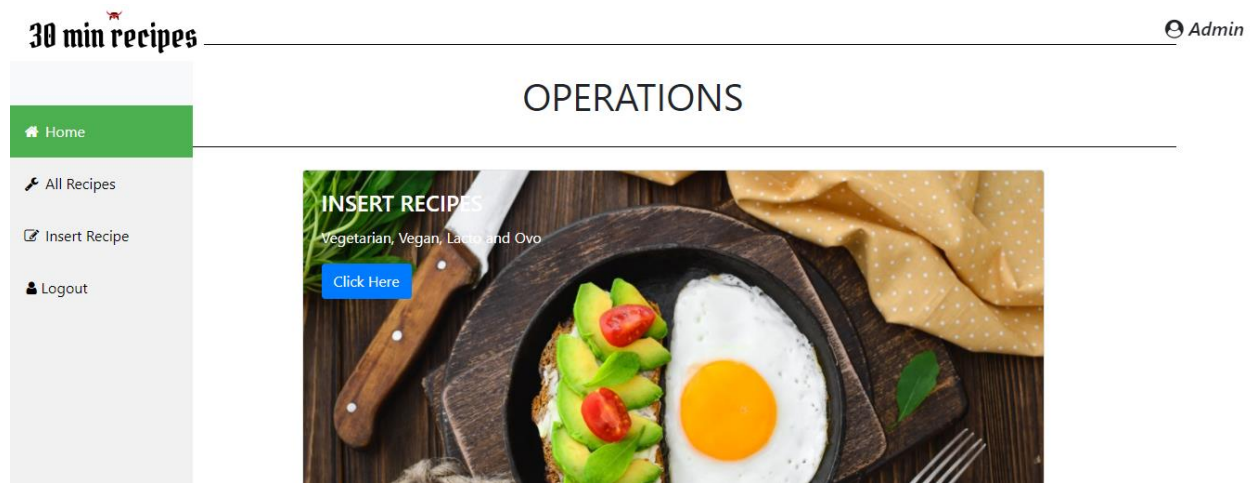 30 min recipes
Admin
OPERATIONS
Home
All Recipes
Insert Recipe
Logout
INSERT RECIPES
Vegetarian, Vegan, Lacto and Ovo
Click Here